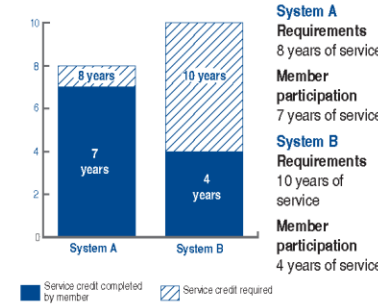 10
8
6
4
2
0
8 years
10 years
7
years
4
years
System A
System B
Service credit completed
by member
Service credit required
System A
Requirements
8 years of service
Member
participation
7 years of service
System B
Requirements
10 years of
service
Member
participation
4 years of service